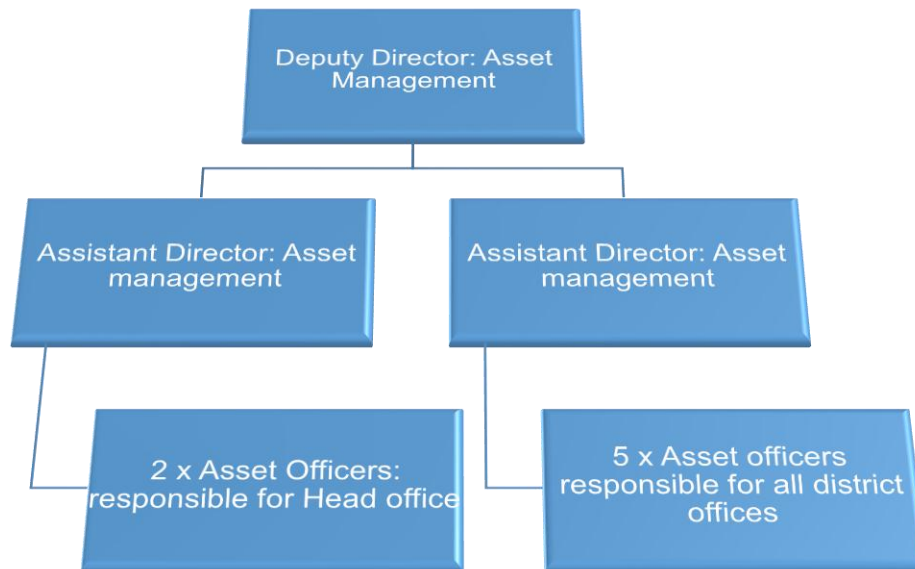 Deputy Director: Asset
Management
Assistant Director: Asset
management
Assistant Director: Asset
management
2 x Asset Officers:
responsible for Head office
5 x Asset officers
responsible for all district
offices